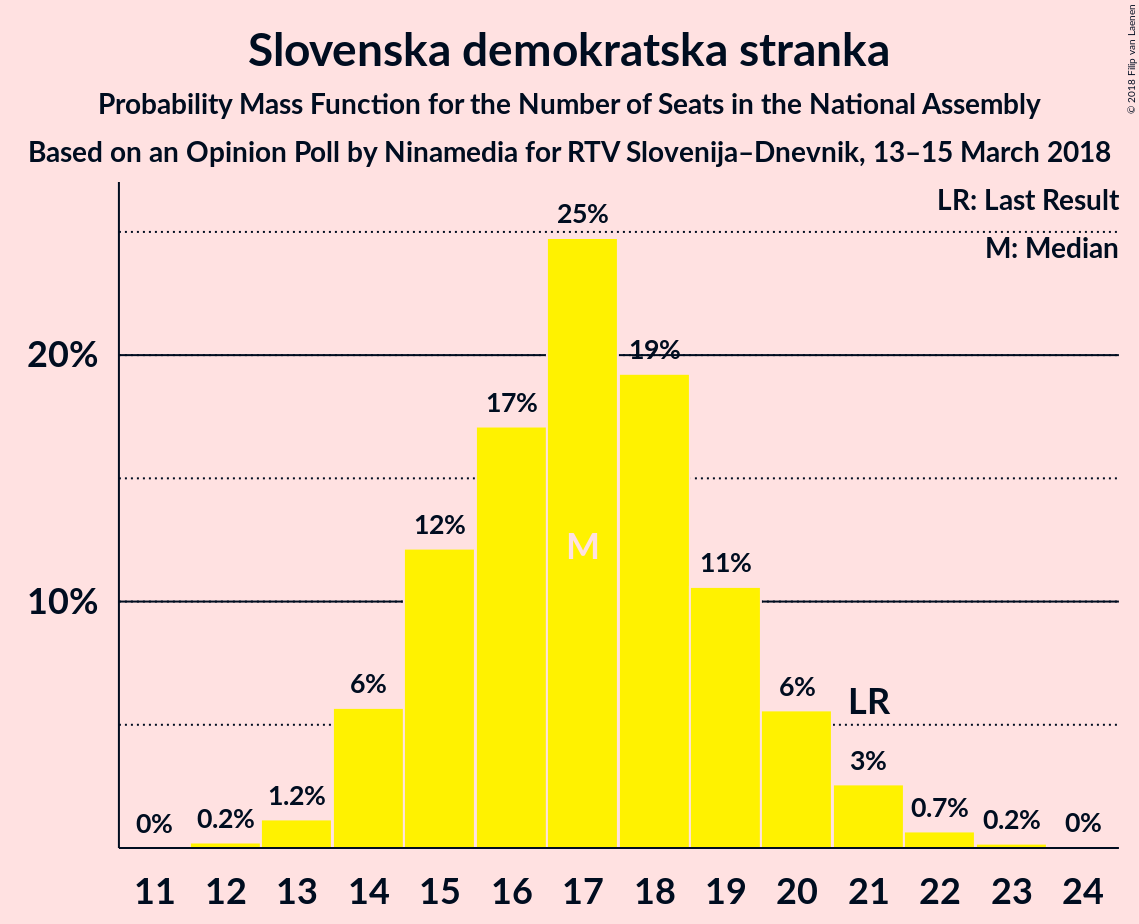 Slovenska demokratska stranka
Probability Mass Function for the Number of Seats in the National Assembly
Based on an Opinion Poll by Ninamedia for RTV Slovenija–Dnevnik, 13–15 March 2018
© 2018 Filip van Laenen
LR: Last Result
M: Median
20%
10%
0%
0.2%
1.2%
6%
12%
17%
25%
19%
11%
6%
3%
0.7%
0.2%
0%
M
LR
11 12 13 14 15 16 17 18 19 20 21 22 23 24